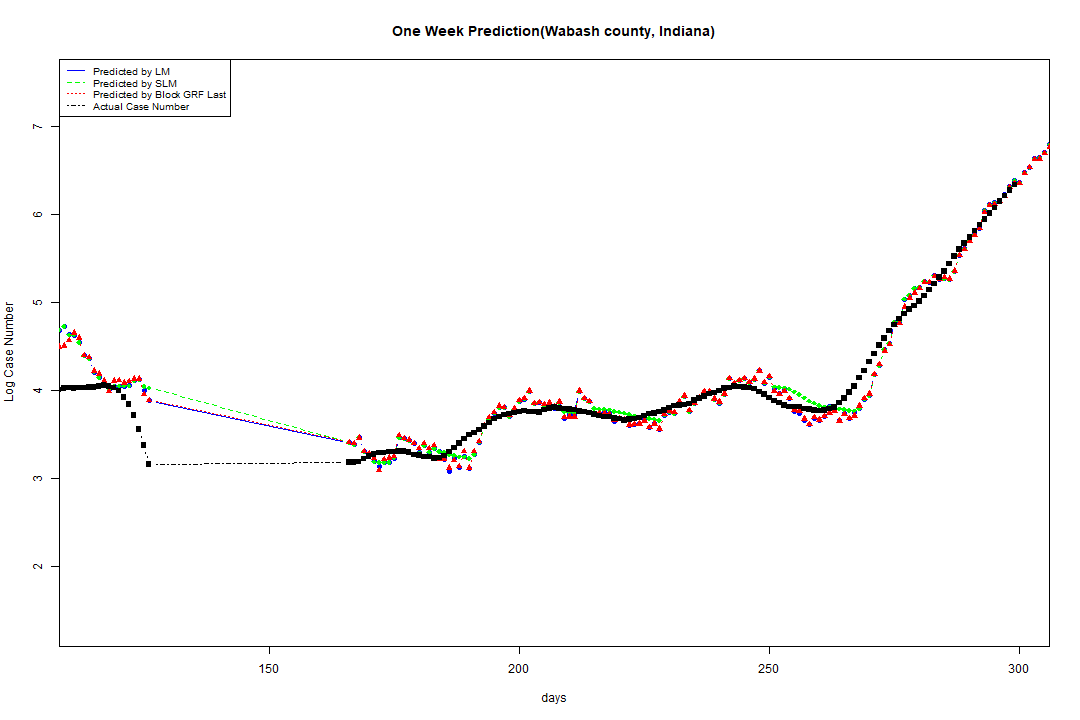 One Week Prediction(Wabash county, Indiana)
Predicted by LM
Predicted by SLM
Predicted by Block GRF Last
Actual Case Number
7
6
5
4
3
2
Log Case Number
150
200
250
300
days